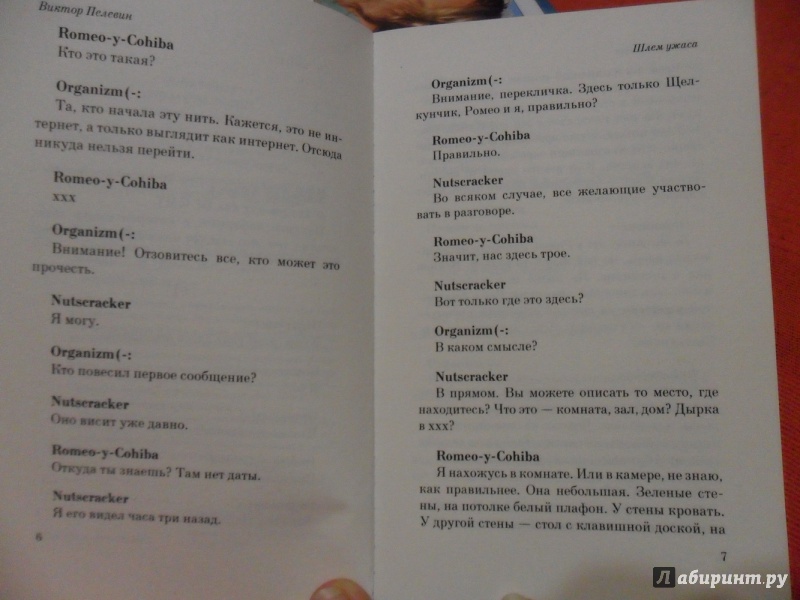 Виктор Пелевин
Romeo-y-Cohiba
Кто это такая?
Organizm(-:
Та, кто начала эту нить. Кажется, это не ин-
тернет, а только выглядит как интернет. Отсюда
никуда нельзя перейти.
Romeo-y-Cohiba
ххх
Organizm(-:
Внимание! Отзовитесь все, кто может это
прочесть.
Nutscracker
Я могу.
Organizm(-:
Кто повесил первое сообщение?
Nutscracker
Оно висит уже давно.
Romeo-y-Cohiba
Откуда ты знаешь? Там нет даты.
Nutscracker
Я его видел часа три назад.
6
Шлем ужаса
Organizm(-:
Внимание, перекличка. Здесь только Щел-
кунчик, Ромео и я, правильно?
Romeo-y-Cohiba
Правильно.
Nutscracker
Во всяком случае, все желающие участво-
вать в разговоре.
Romeo-y-Cohiba
Значит, нас здесь трое.
Nutscracker
Вот только где это здесь?
Organizm(-:
В каком смысле?
Nutscracker
В прямом. Вы можете описать то место, где
находитесь? Что это — комната, зал, дом? Дырка
в ххх?
Romeo-y-Cohiba
Я нахожусь в комнате. Или в камере, не знаю,
как правильнее. Она небольшая. Зеленые сте-
ны, на потолке белый плафон. У стены кровать.
У другой стены — стол с клавишной доской, на
7
Лабиринт.ру